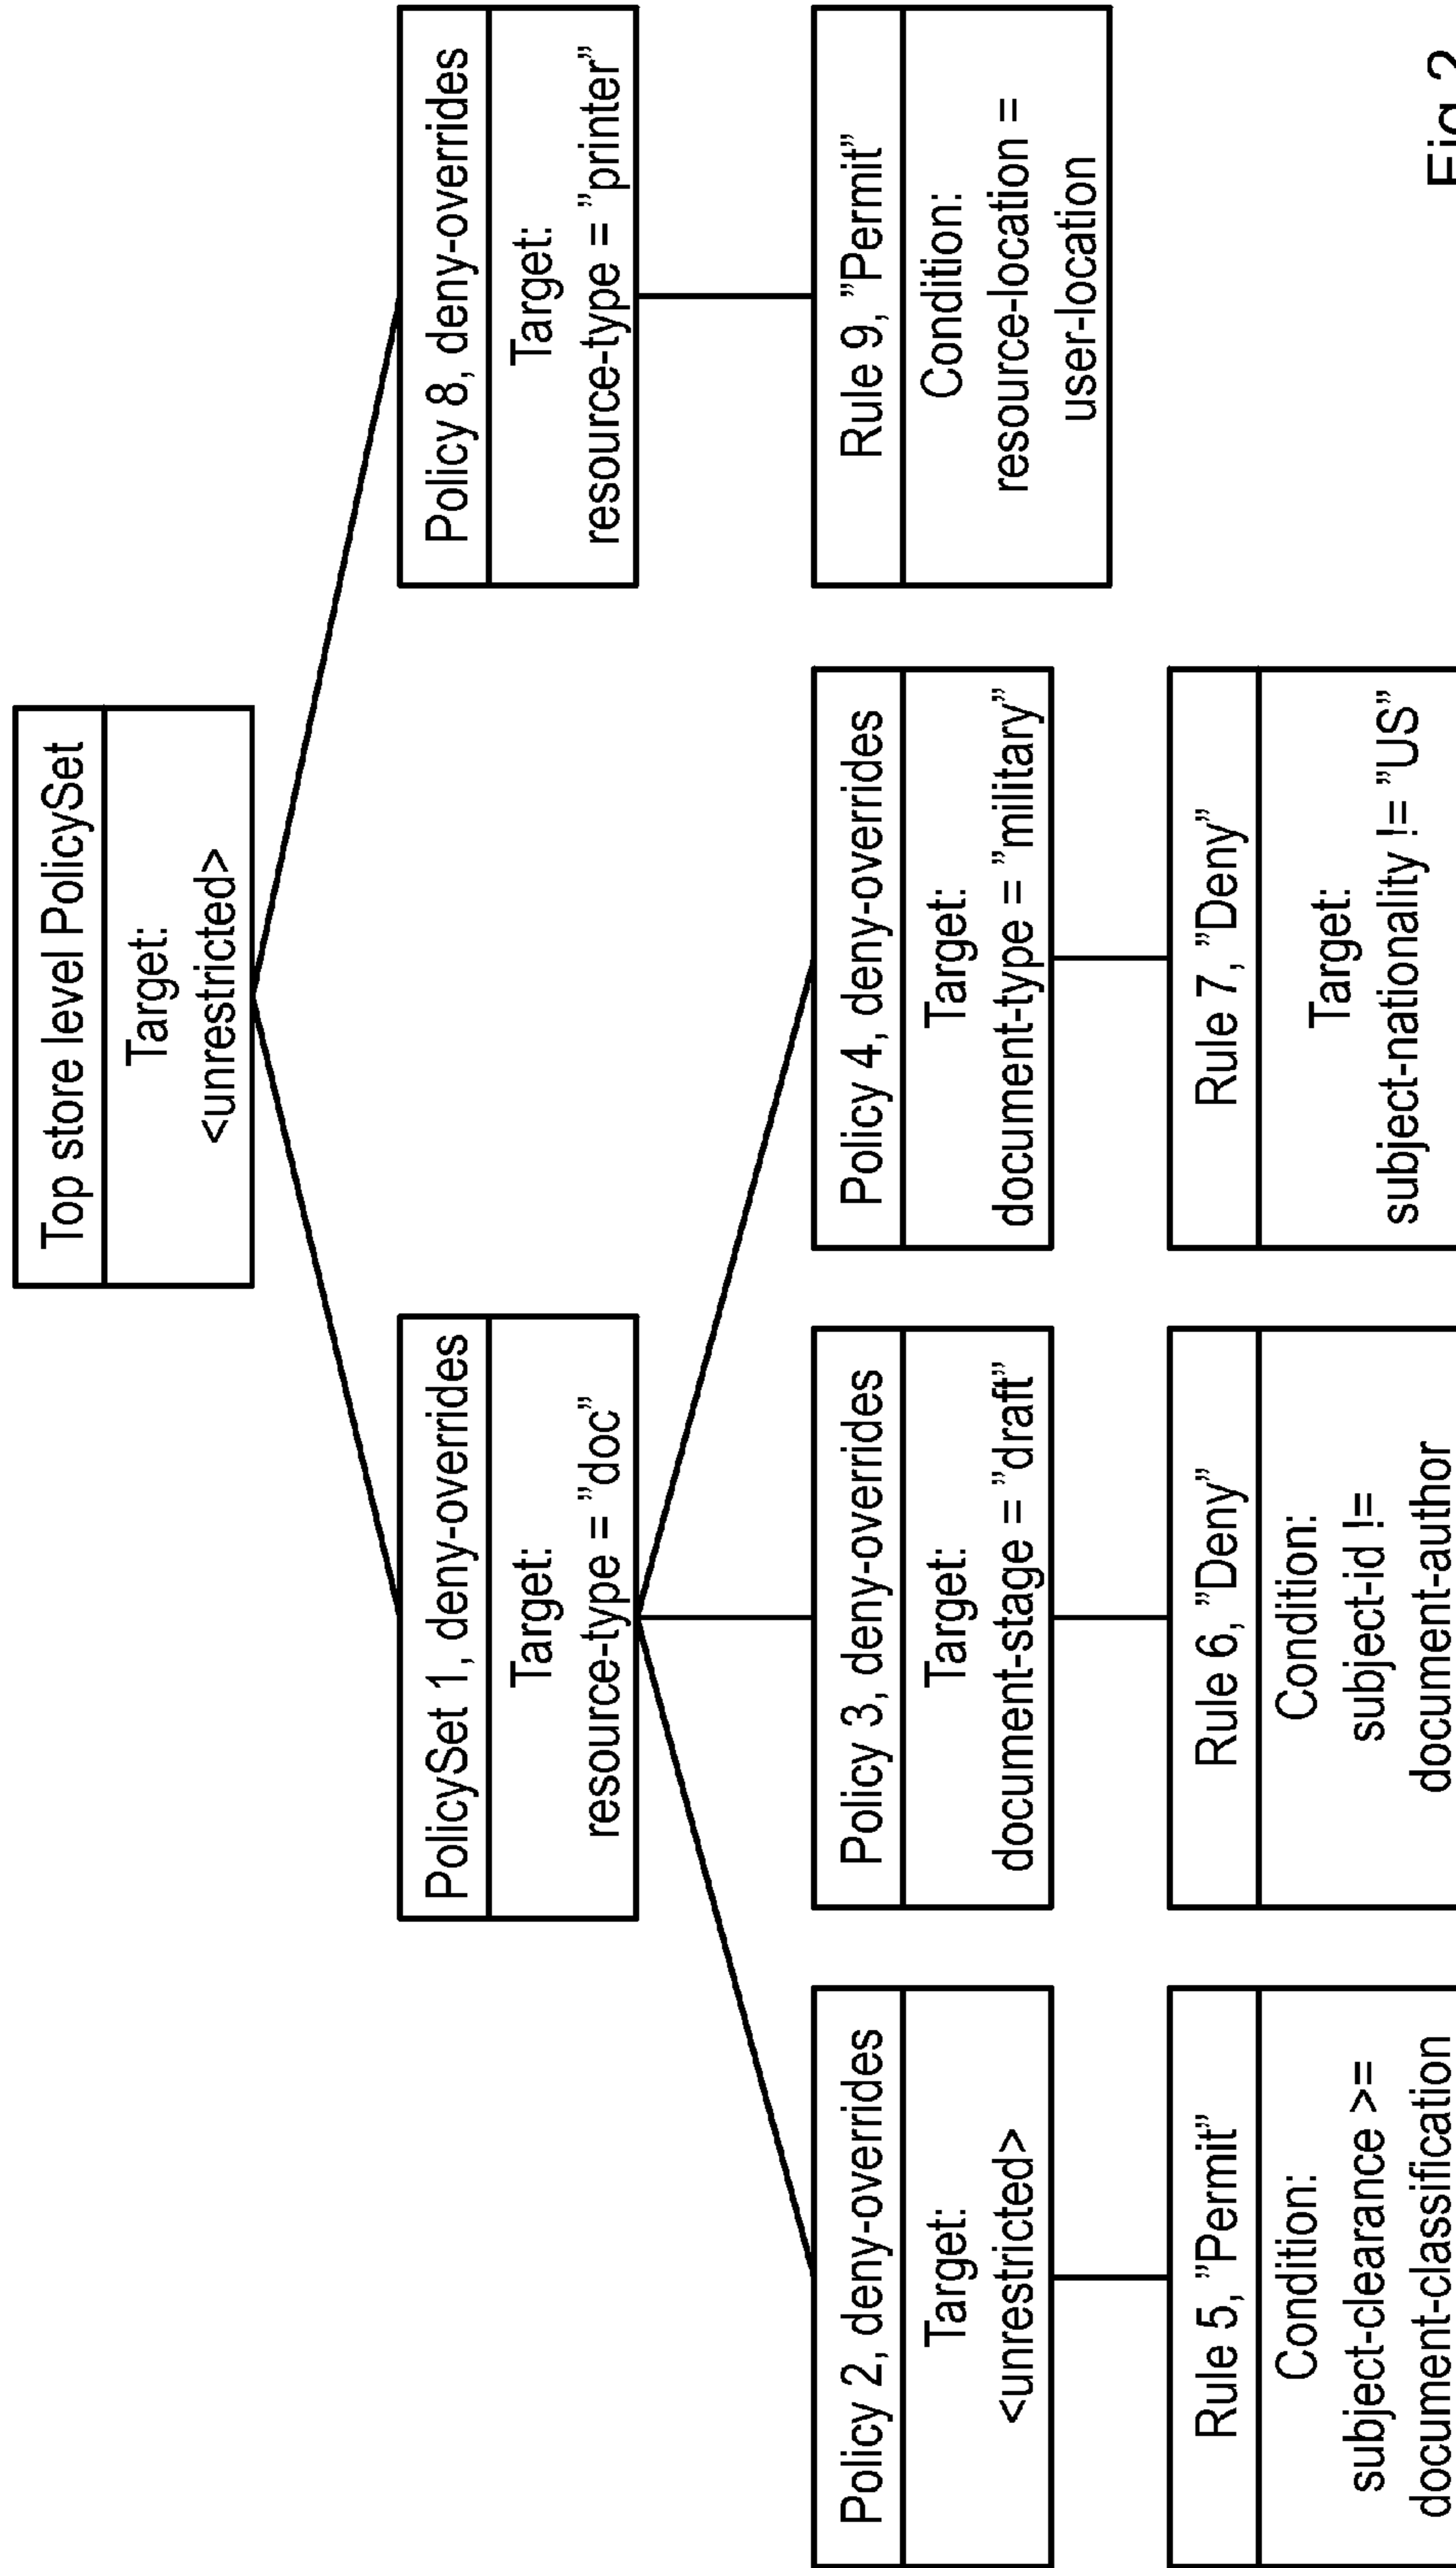 Top store level PolicySet
Target:
<unrestricted>
PolicySet 1, deny-overrides
Target:
resource-type = ”doc”
Policy 8, deny-overrides
Target:
resource-type = ”printer”
Policy 2, deny-overrides
Target:
<unrestricted>
Policy 3, deny-overrides
Target:
document-stage = ”draft”
Policy 4, deny-overrides
Target:
document-type = ”military”
Rule 9, ”Permit”
Condition:
resource-location =
user-location
Rule 5, ”Permit”
Condition:
subject-clearance >=
document-classification
Rule 6, ”Deny”
Condition:
subject-id !=
document-author
Rule 7, ”Deny”
Target:
subject-nationality != ”US”
Fig 2